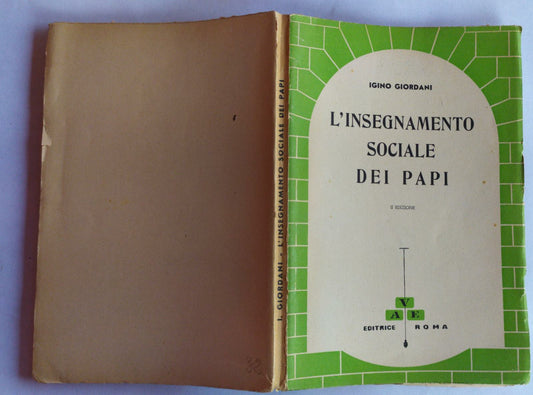 IGINO GIORDANI
L'INSEGNAMENTO
SOCIALE
DEI PAPI
II EDIZIONE
V
A E
EDITRICE ROMA
I. GIORDANI - L'INSEGNAMENTO SOCIALE DEI PAPI